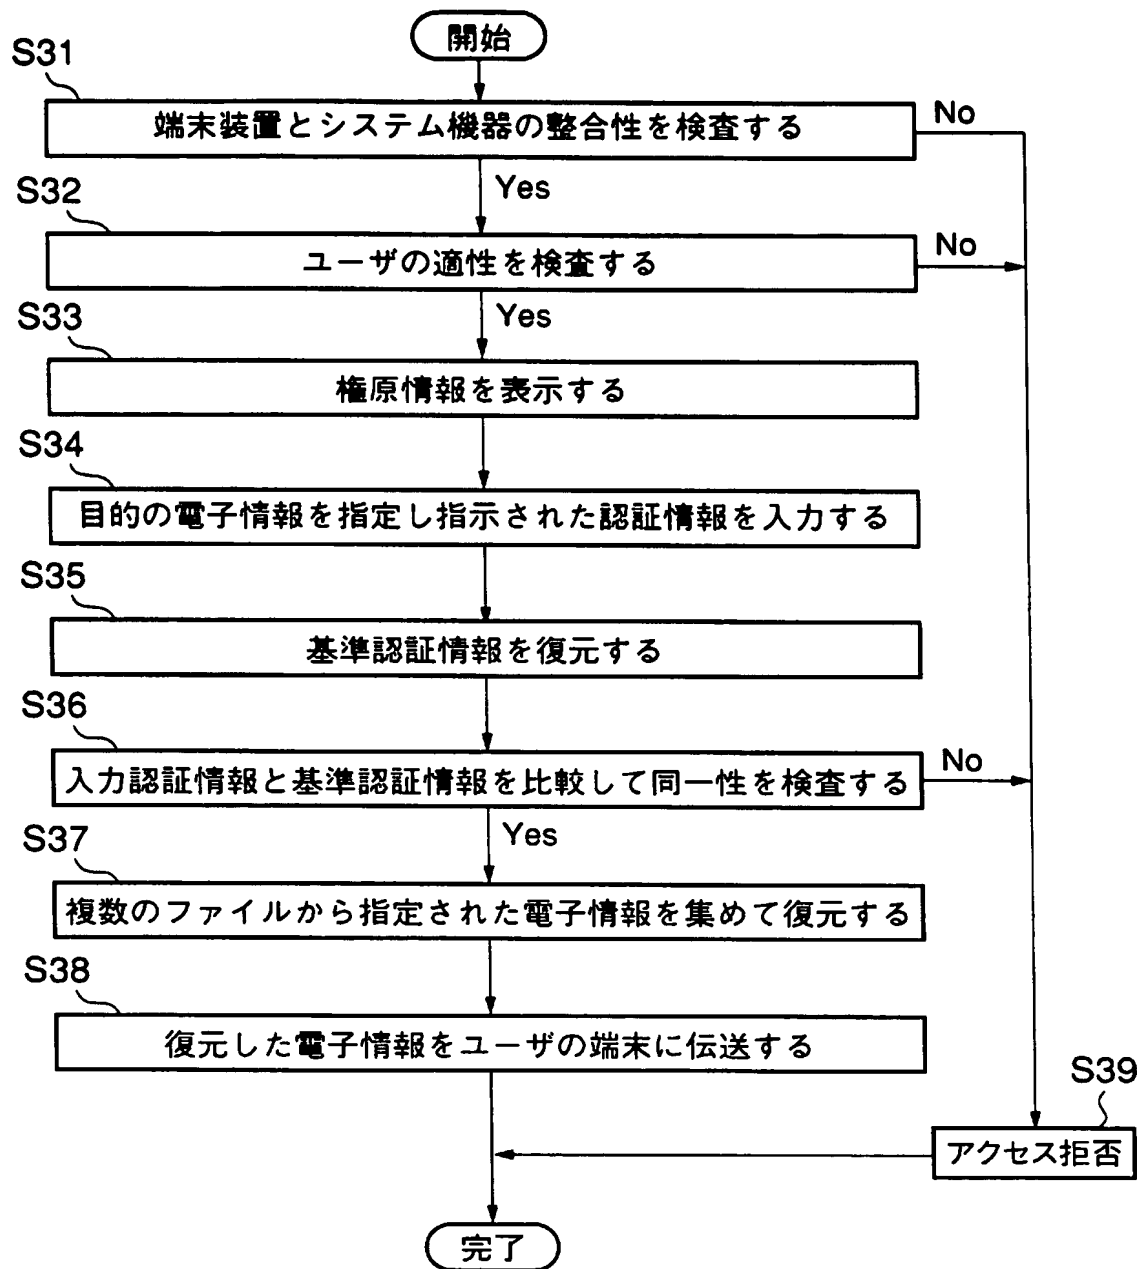 開始
S31
端末装置とシステム機器の整合性を検査する
No
Yes
S32
ユーザの適性を検査する
No
Yes
S33
権原情報を表示する
S34
目的の電子情報を指定し指示された認証情報を入力する
S35
基準認証情報を復元する
S36
入力認証情報と基準認証情報を比較して同一性を検査する
No
Yes
S37
複数のファイルから指定された電子情報を集めて復元する
S38
復元した電子情報をユーザの端末に伝送する
S39
アクセス拒否
完了